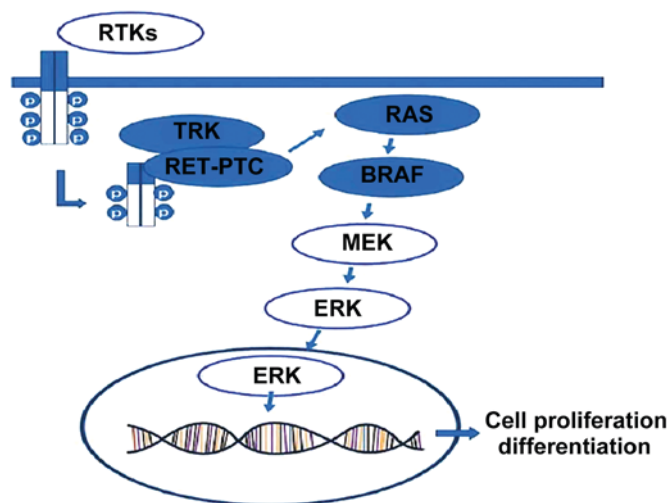 RTKs
p p
p p
p p
TRK
RET-PTC
p p
p p
RAS
BRAF
MEK
ERK
ERK
Cell proliferation
differentiation